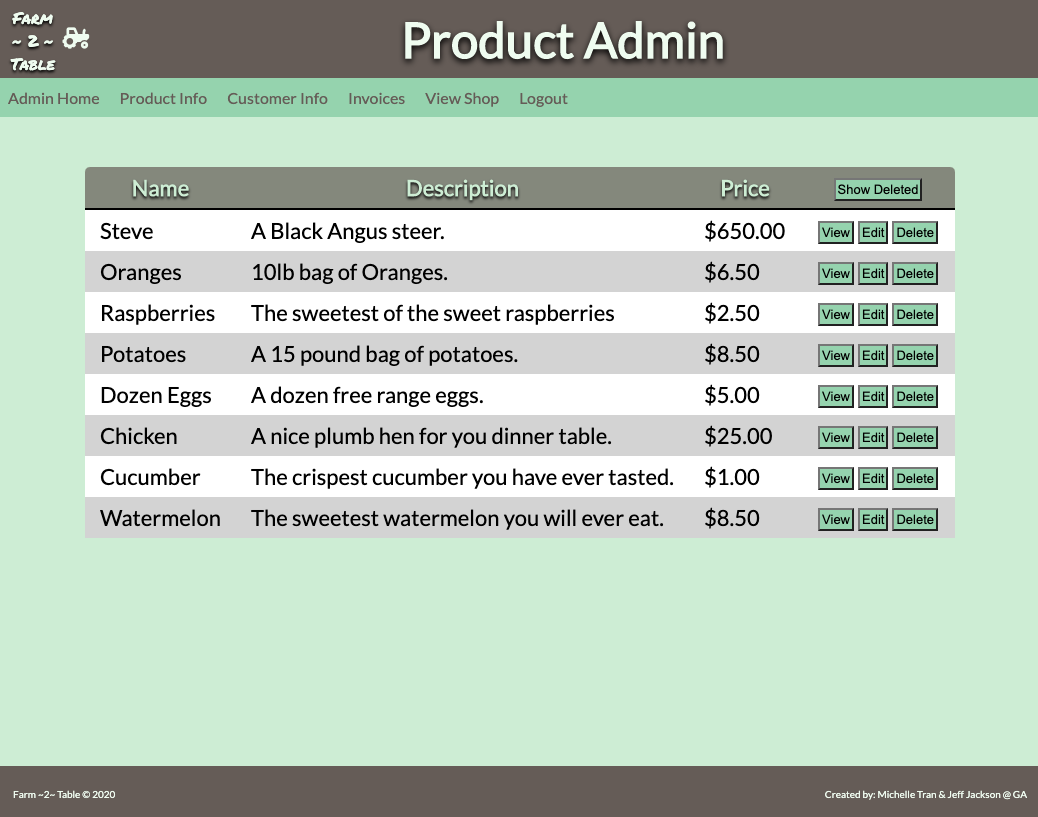 Farm
~ 2 ~
Table
Product Admin
Admin Home Product Info Customer Info Invoices View Shop Logout
Name Description Price Show Deleted
Steve A Black Angus steer. $650.00 View Edit Delete
Oranges 10lb bag of Oranges. $6.50 View Edit Delete
Raspberries The sweetest of the sweet raspberries $2.50 View Edit Delete
Potatoes A 15 pound bag of potatoes. $8.50 View Edit Delete
Dozen Eggs A dozen free range eggs. $5.00 View Edit Delete
Chicken A nice plumb hen for you dinner table. $25.00 View Edit Delete
Cucumber The crispest cucumber you have ever tasted. $1.00 View Edit Delete
Watermelon The sweetest watermelon you will ever eat. $8.50 View Edit Delete
Farm ~2~ Table © 2020 Created by: Michelle Tran & Jeff Jackson @ GA